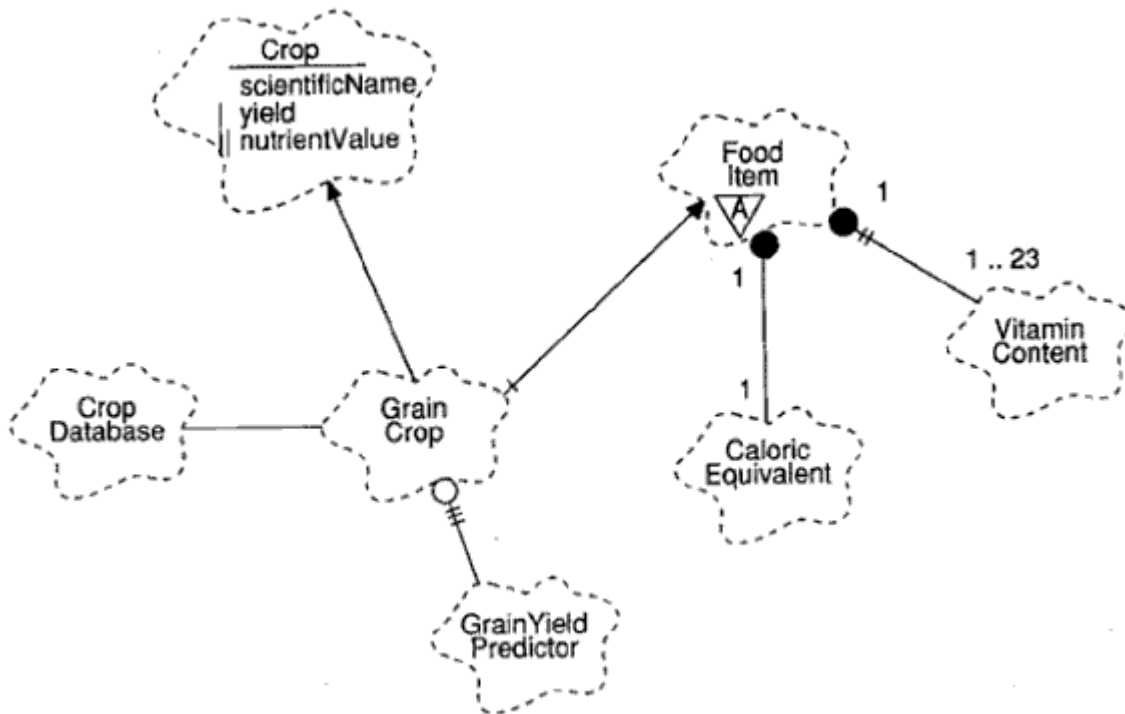 Crop
scientificName
yield
nutrientValue
Food
Item
A
1
1
1 .. 23
Vitamin
Content
1
Crop
Database
Grain
Crop
Caloric
Equivalent
GrainYield
Predictor